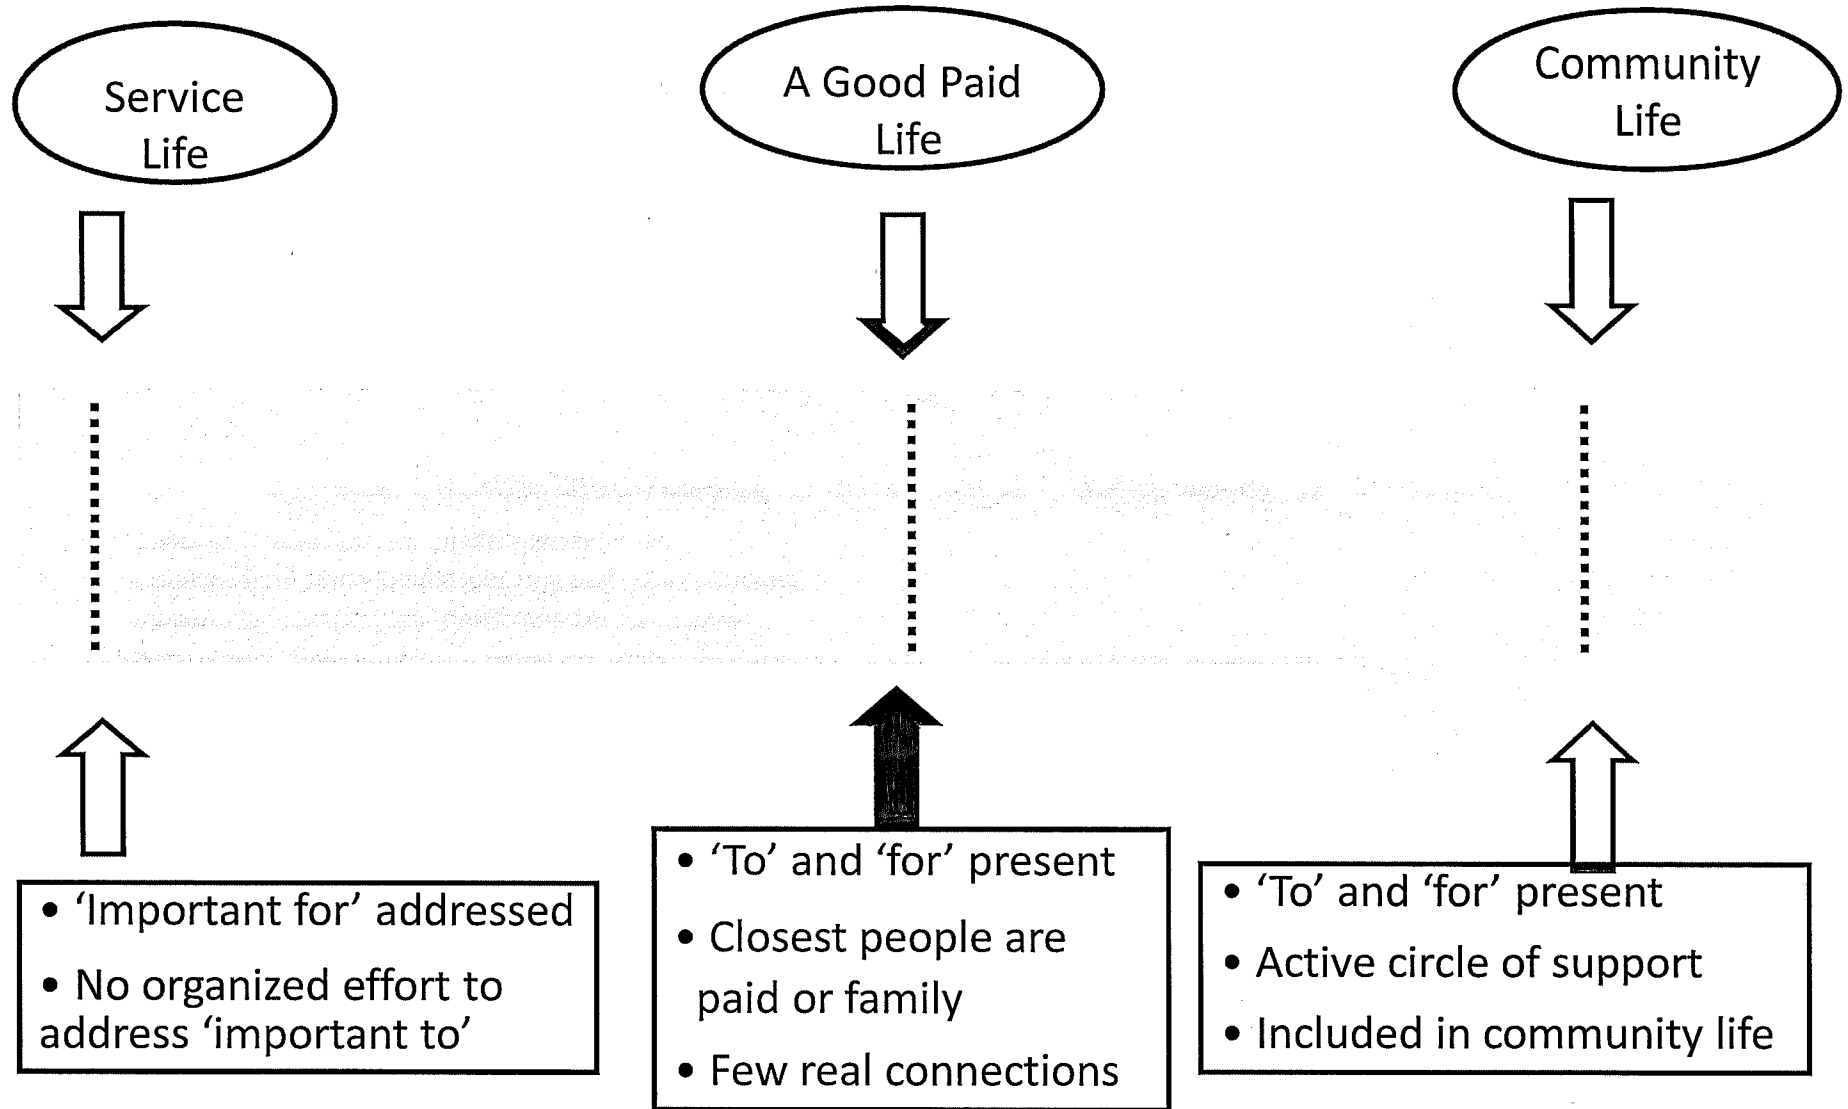 Service
Life
A Good Paid
Life
Community
Life
• ‘Important for’ addressed
• No organized effort to
address ‘important to’
• ‘To’ and ‘for’ present
• Closest people are
paid or family
• Few real connections
• ‘To’ and ‘for’ present
• Active circle of support
• Included in community life